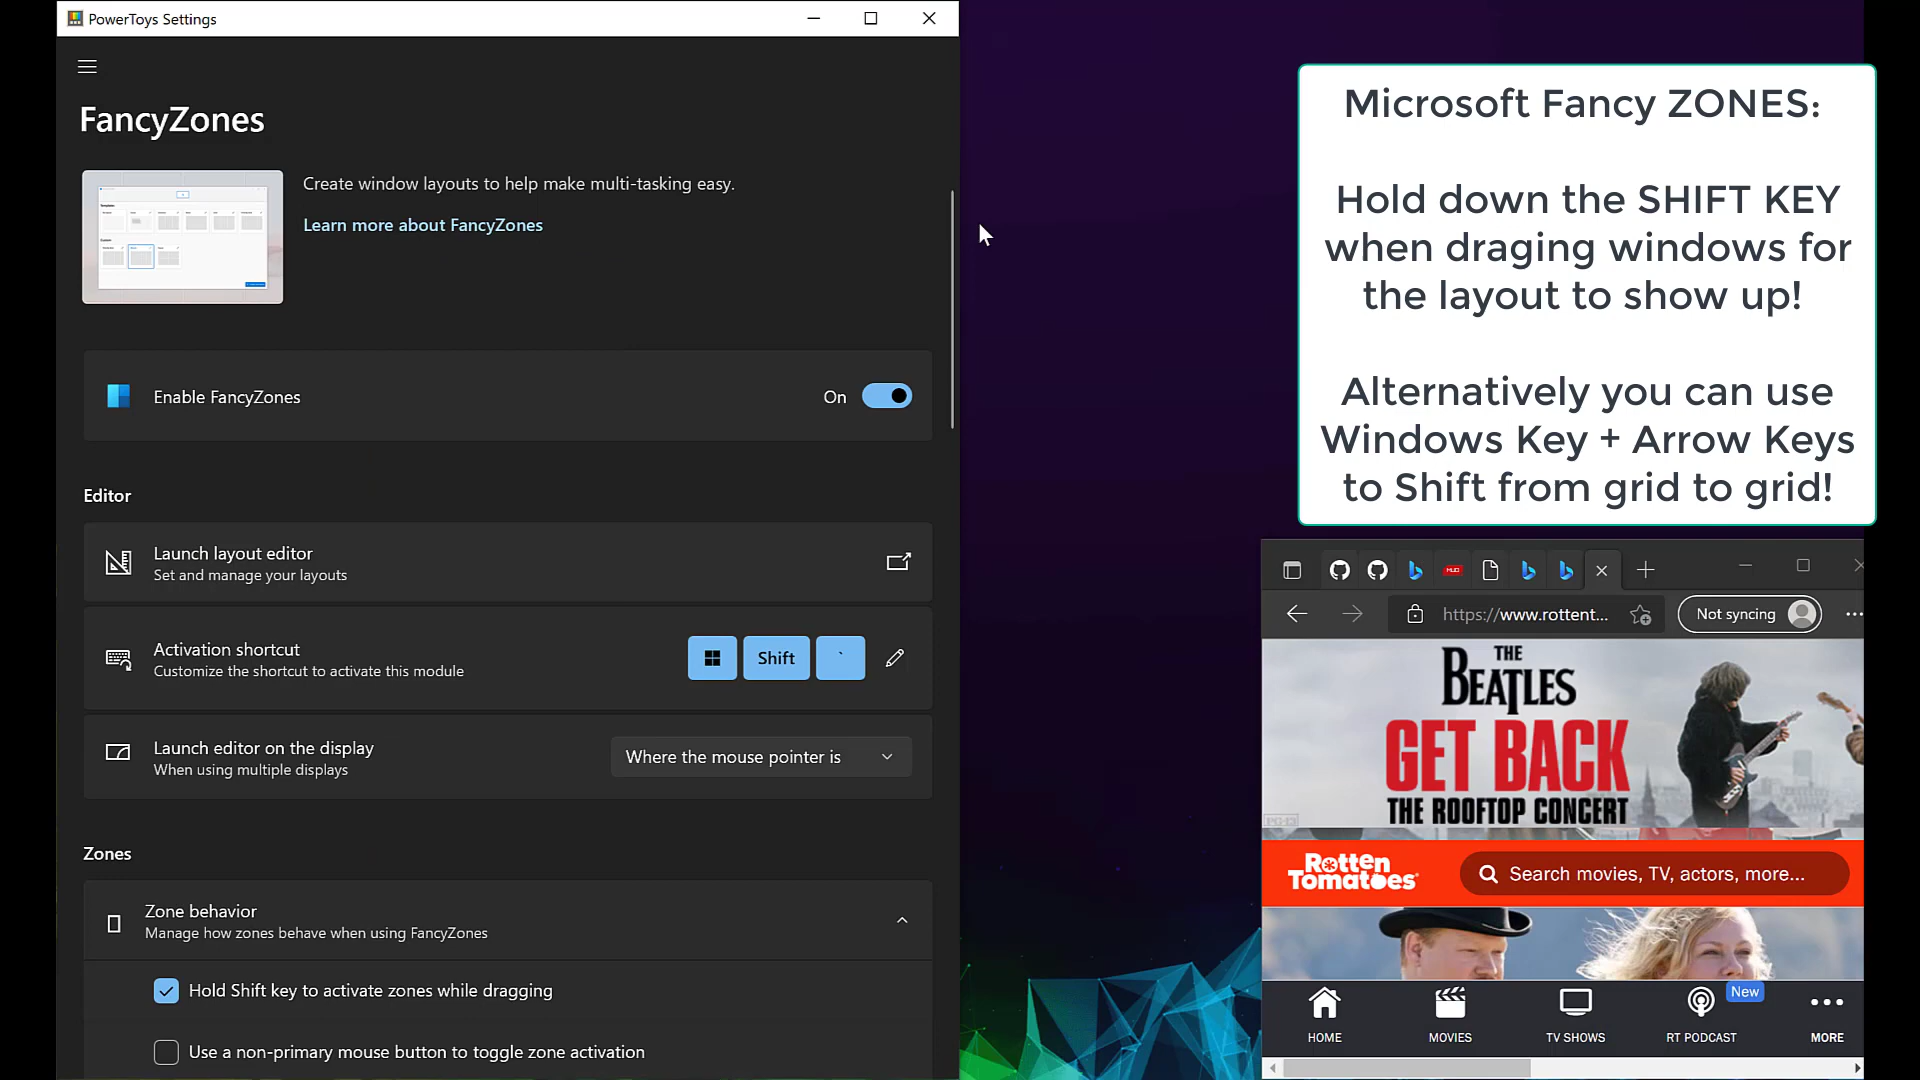 PowerToys Settings
FancyZones
Create window layouts to help make multi-tasking easy.
Learn more about FancyZones
Enable FancyZones
On
Editor
Launch layout editor
Set and manage your layouts
Activation shortcut
Customize the shortcut to activate this module
Shift
`
Launch editor on the display
When using multiple displays
Where the mouse pointer is
Zones
Zone behavior
Manage how zones behave when using FancyZones
Hold Shift key to activate zones while dragging
Use a non-primary mouse button to toggle zone activation
Microsoft Fancy ZONES:
Hold down the SHIFT KEY
when draging windows for
the layout to show up!
Alternatively you can use
Windows Key + Arrow Keys
to Shift from grid to grid!
https://www.rottent...
Not syncing
THE
BEATLES
GET BACK
THE ROOFTOP CONCERT
PG-13
Rotten
Tomatoes
Search movies, TV, actors, more...
New
HOME
MOVIES
TV SHOWS
RT PODCAST
MORE